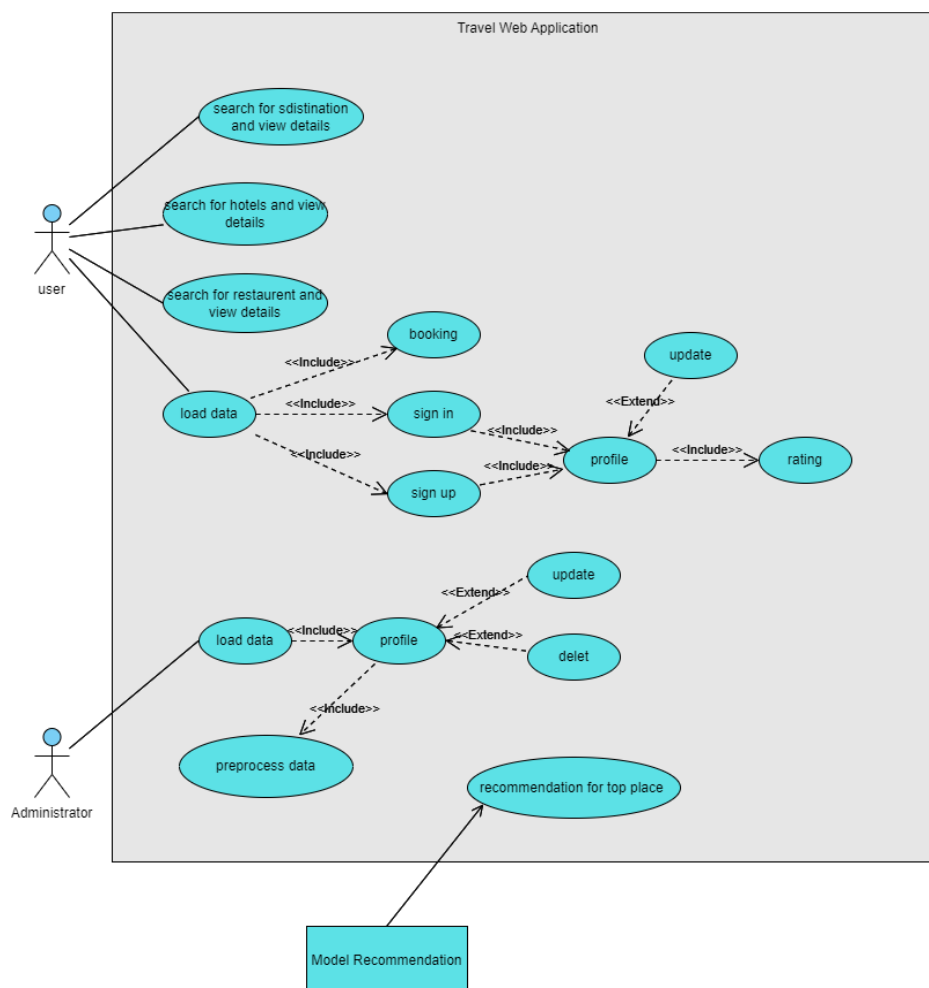 Travel Web Application
search for sdistination
and view details
search for hotels and view
details
user
search for restaurent and
view details
booking
update
<<Include>>
<<Extend>>
load data
<<Include>>
sign in
<<Include>>
<<Include>>
profile
<<Include>>
rating
<<Include>>
sign up
update
<<Extend>>
load data
<<Include>>
profile
<<Extend>>
delet
<<Include>>
preprocess data
recommendation for top place
Administrator
Model Recommendation